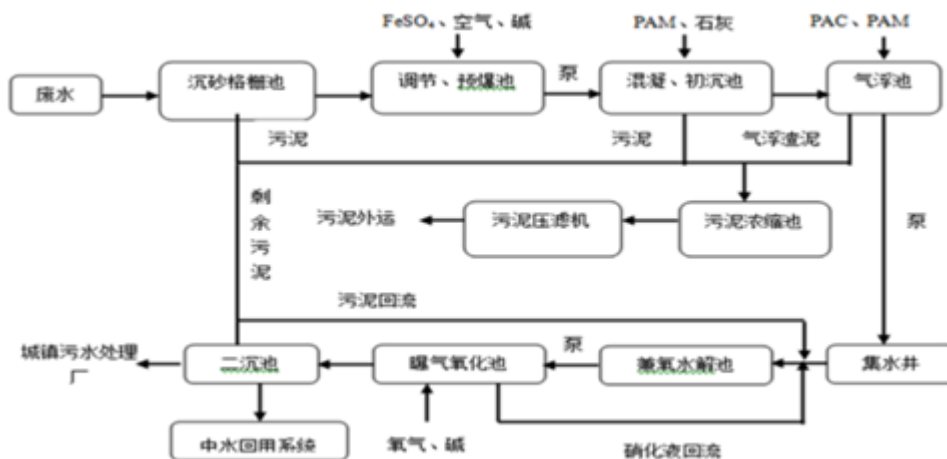 FeSO₄、空气、碱
PAM、石灰
PAC、PAM
废水
沉砂格栅池
调节、预爆池
泵
混凝、初沉池
气浮池
污泥
污泥
气浮渣泥
剩余污泥
污泥外运
污泥压滤机
污泥浓缩池
泵
污泥回流
城镇污水处理
厂
二沉池
曝气氧化池
泵
兼氧水解池
集水井
中水回用系统
氧气、碱
硝化液回流